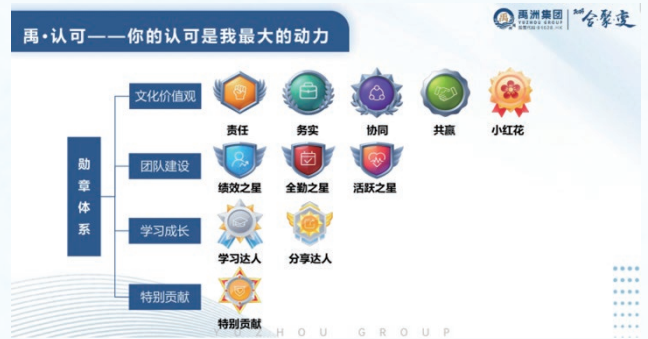 禹·认可——你的认可是我最大的动力
禹洲集团
YUZHOU GROUP
合聚变
勋章体系
文化价值观
责任
务实
协同
共赢
小红花
团队建设
绩效之星
全勤之星
活跃之星
学习成长
学习达人
分享达人
特别贡献
特别贡献
YUZHOU GROUP